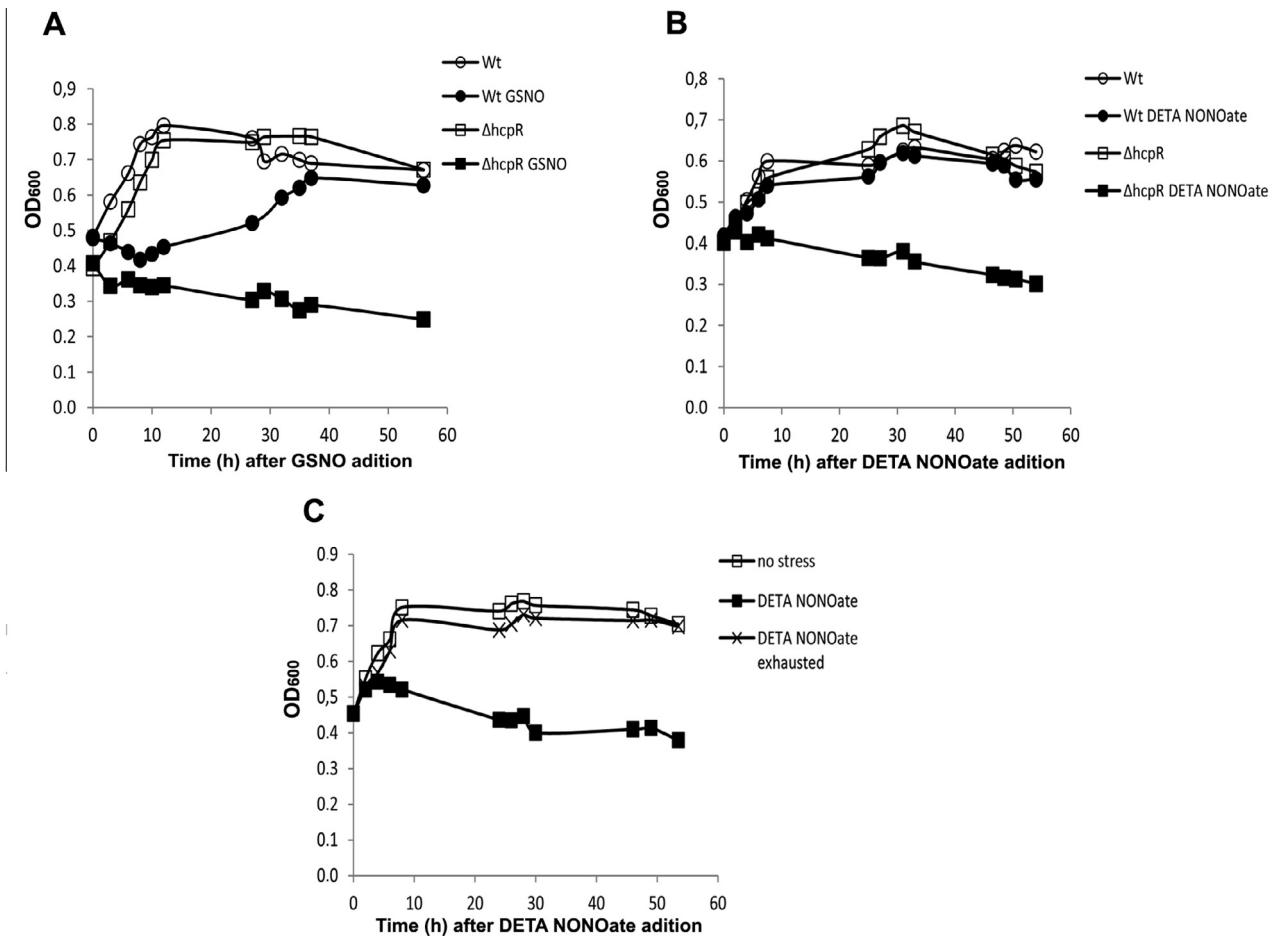 A
Wt
Wt GSNO
ΔhcpR
ΔhcpR GSNO
0,9
0.8
0.7
0.6
0.5
0.4
0.3
0.2
0.1
0.0
OD600
0 10 20 30 40 50 60
Time (h) after GSNO adition
B
Wt
Wt DETA NONOate
ΔhcpR
ΔhcpR DETA NONOate
0,8
0,7
0.6
0.5
0.4
0.3
0.2
0.1
0.0
OD600
0 10 20 30 40 50 60
Time (h) after DETA NONOate adition
C
no stress
DETA NONOate
DETA NONOate
exhausted
0.9
0.8
0.7
0.6
0,5
0.4
0.3
0.2
0.1
0.0
OD600
0 10 20 30 40 50 60
Time (h) after DETA NONOate adition